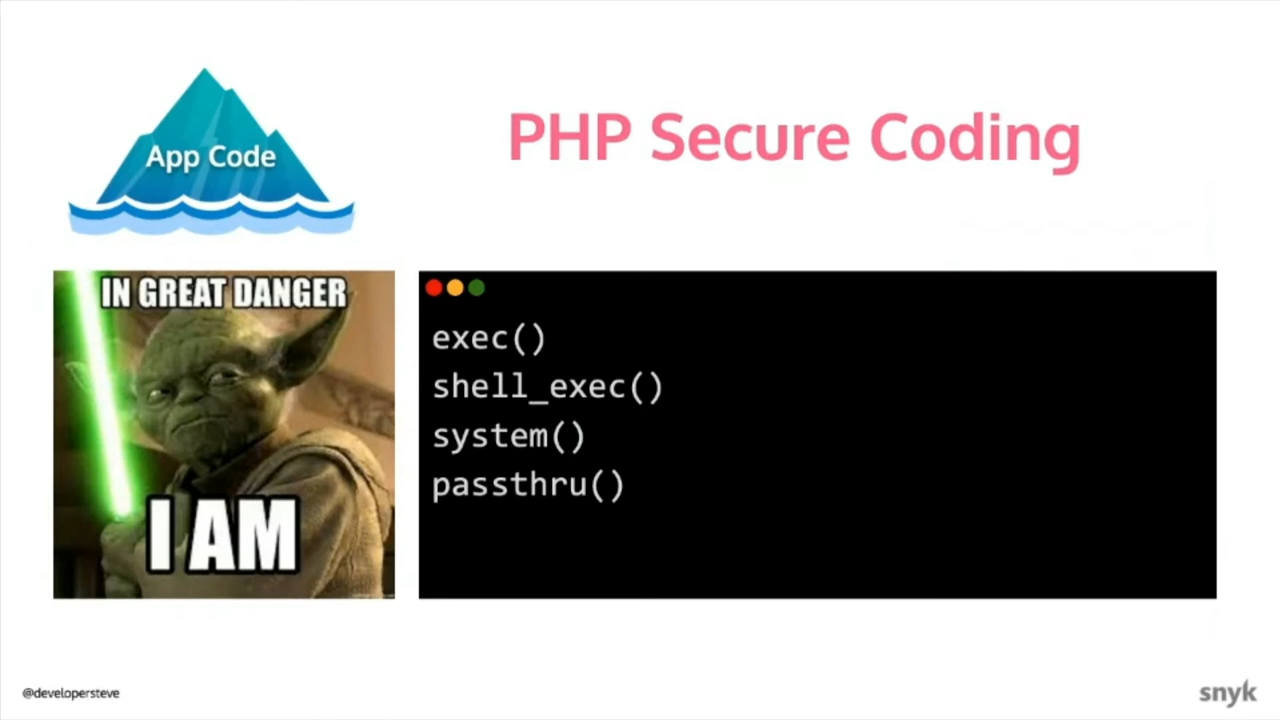 App Code
PHP Secure Coding
IN GREAT DANGER
I AM
exec()
shell_exec()
system()
passthru()
@developersteve
snyk